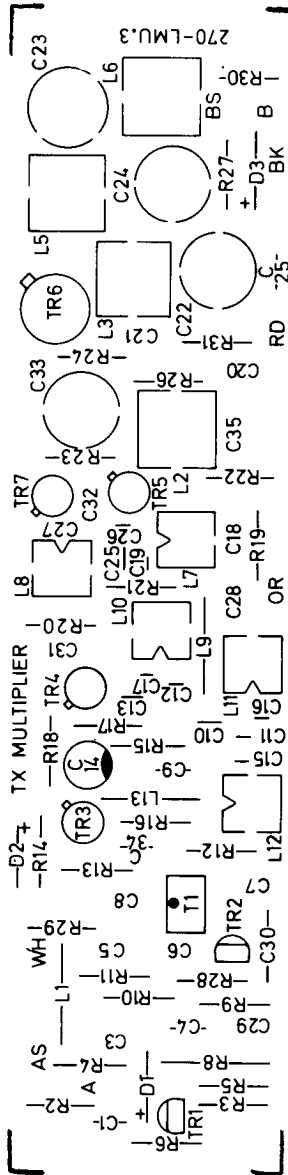 270-LMU.3
C23
L6
BS
R30
B
L5
C24
R27
+ D3
BK
TR6
L3
C21
C22
C 25
R24
R31
RD
C33
R26
C20
R23
L2
C35
TR7
C32
TR5
R22
C27
C26
L8
C25
C19
L7
C18
R19
R21
R20
L10
C28
OR
C31
L9
TR4
C17
C12
L11
C16
C13
TX MULTIPLIER
R18
R17
C10
C11
C 14
R15
C9
C15
L13
TR3
R16
D2 +
R14
C 34
R12
L12
R13
C8
T1
C7
TR2
R29
WH
C5
C6
C30
L1
R11
R28
R10
R9
C4
C29
AS
C3
R4
R8
A
+ D1
R5
R2
R3
C1
TR1
R6